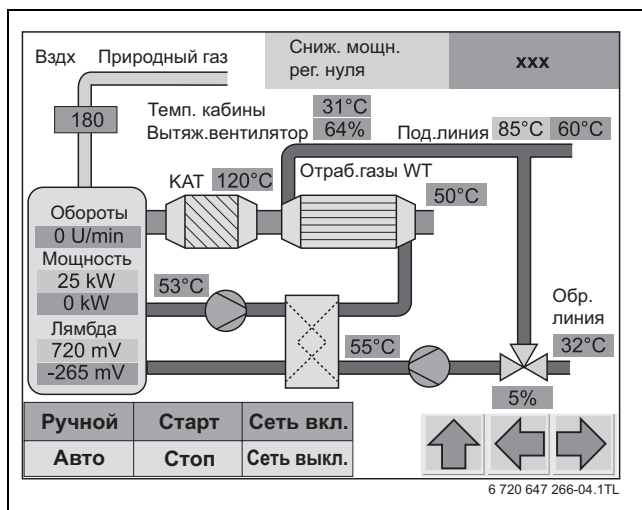 Сниж. мощн.
рег. нуля
xxx
Вздх Природный газ
180
Темп. кабины 31°C
Вытяж.вентилятор 64%
Под.линия 85°C 60°C
KAT 120°C
Отраб.газы WT
50°C
Обороты
0 U/min
Мощность
25 kW
0 kW
Лямбда
720 mV
-265 mV
53°C
55°C
Обр.
линия
32°C
5%
Ручной Старт Сеть вкл.
Авто Стоп Сеть выкл.
6 720 647 266-04.1TL